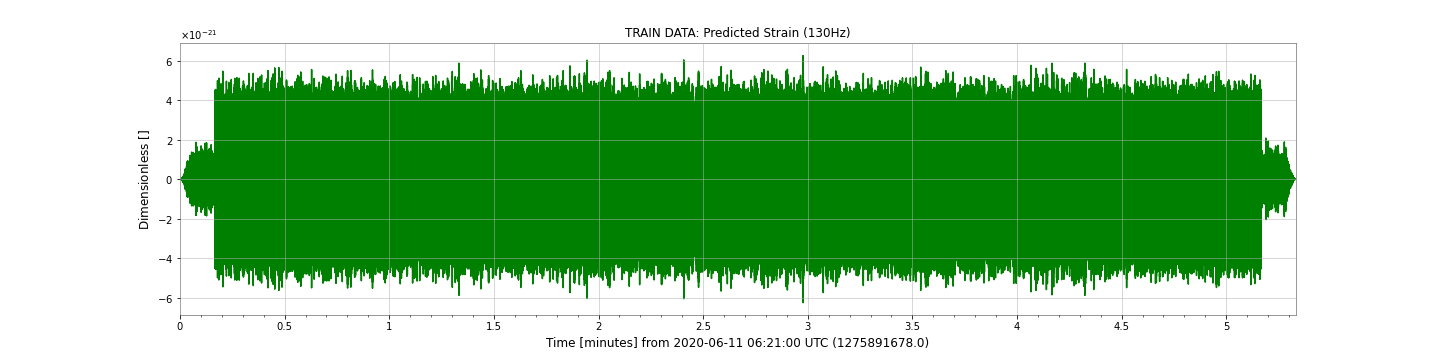 TRAIN DATA: Predicted Strain (130Hz)
×10⁻²¹
6
4
2
0
−2
−4
−6
Dimensionless []
0 0.5 1 1.5 2 2.5 3 3.5 4 4.5 5
Time [minutes] from 2020-06-11 06:21:00 UTC (1275891678.0)